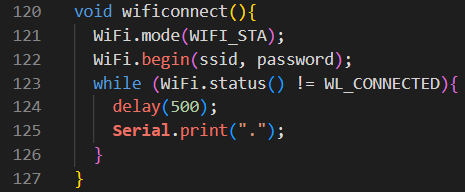 120 void wificonnect(){
121 WiFi.mode(WIFI_STA);
122 WiFi.begin(ssid, password);
123 while (WiFi.status() != WL_CONNECTED){
124 delay(500);
125 Serial.print(".");
126 }
127 }